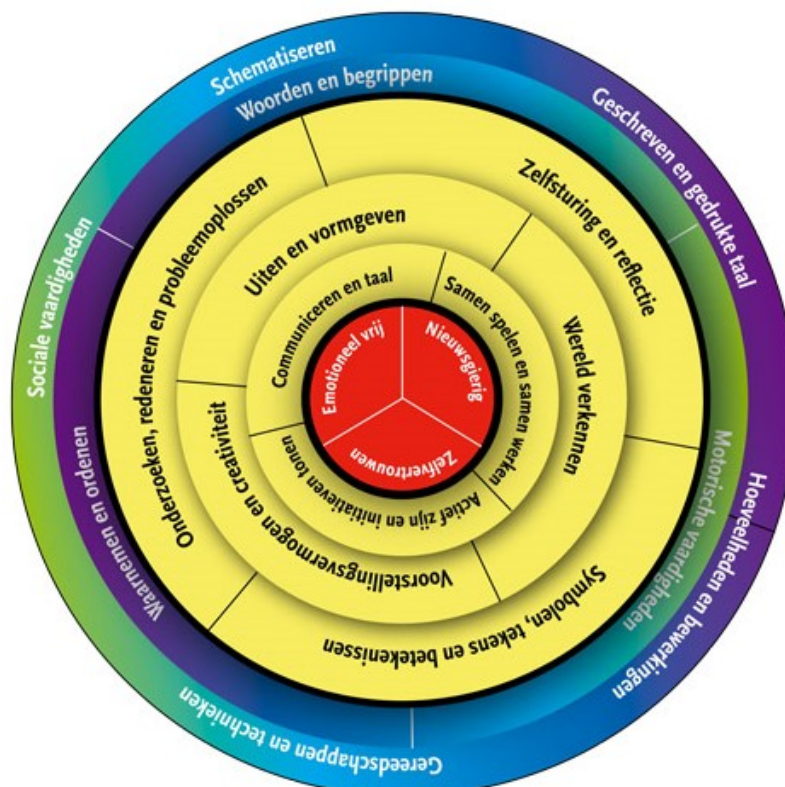 Schematiseren
Woorden en begrippen
Geschreven en gedrukte taal
Sociale vaardigheden
Zelfsturing en reflectie
Onderzoeken, redeneren en probleemoplossen
Uiten en vormgeven
Communiceren en taal
Samen spelen en samen werken
Wereld verkennen
Emotioneel vrij
Nieuwsgierig
Zelfvertrouwen
Actief zijn en initiatieven tonen
Voorstellingsvermogen en creativiteit
Waarnemen en ordenen
Motorische vaardigheden
Hoeveelheden en bewerkingen
Symbolen, tekens en betekenissen
Gereedschappen en technieken